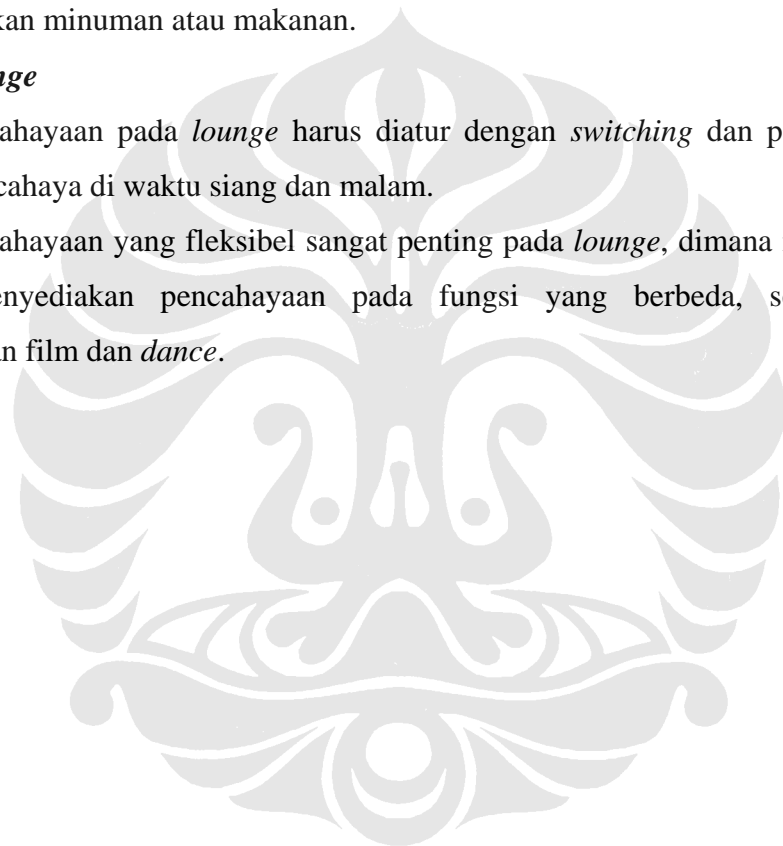 kan minuman atau makanan.
nge
ahayaan pada lounge harus diatur dengan switching dan p
cahaya di waktu siang dan malam.
ahayaan yang fleksibel sangat penting pada lounge, dimana
enyediakan pencahayaan pada fungsi yang berbeda, s
n film dan dance.